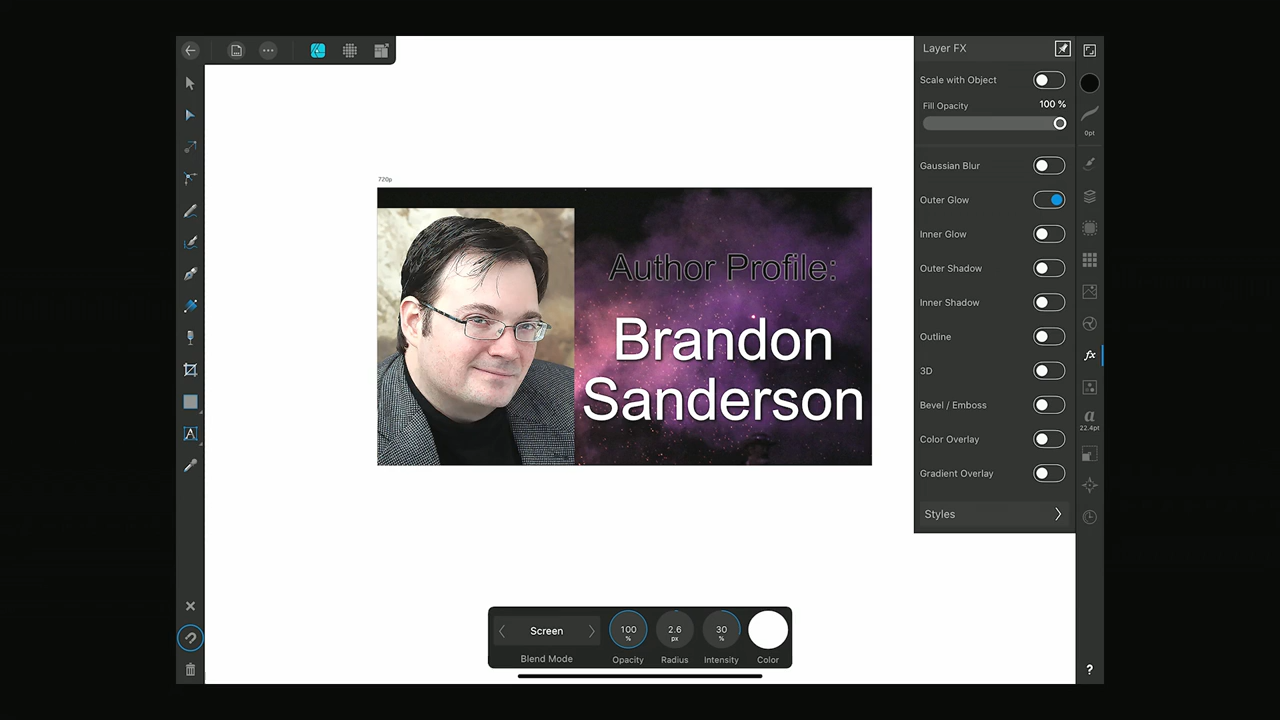 Layer FX
Scale with Object
Fill Opacity 100 %
Gaussian Blur
Outer Glow
Inner Glow
Outer Shadow
Inner Shadow
Outline
3D
Bevel / Emboss
Color Overlay
Gradient Overlay
Styles
0pt
fx
a
22.4pt
?
A
720p
Author Profile:
Brandon
Sanderson
Screen
Blend Mode
100 %
Opacity
2.6 px
Radius
30 %
Intensity
Color